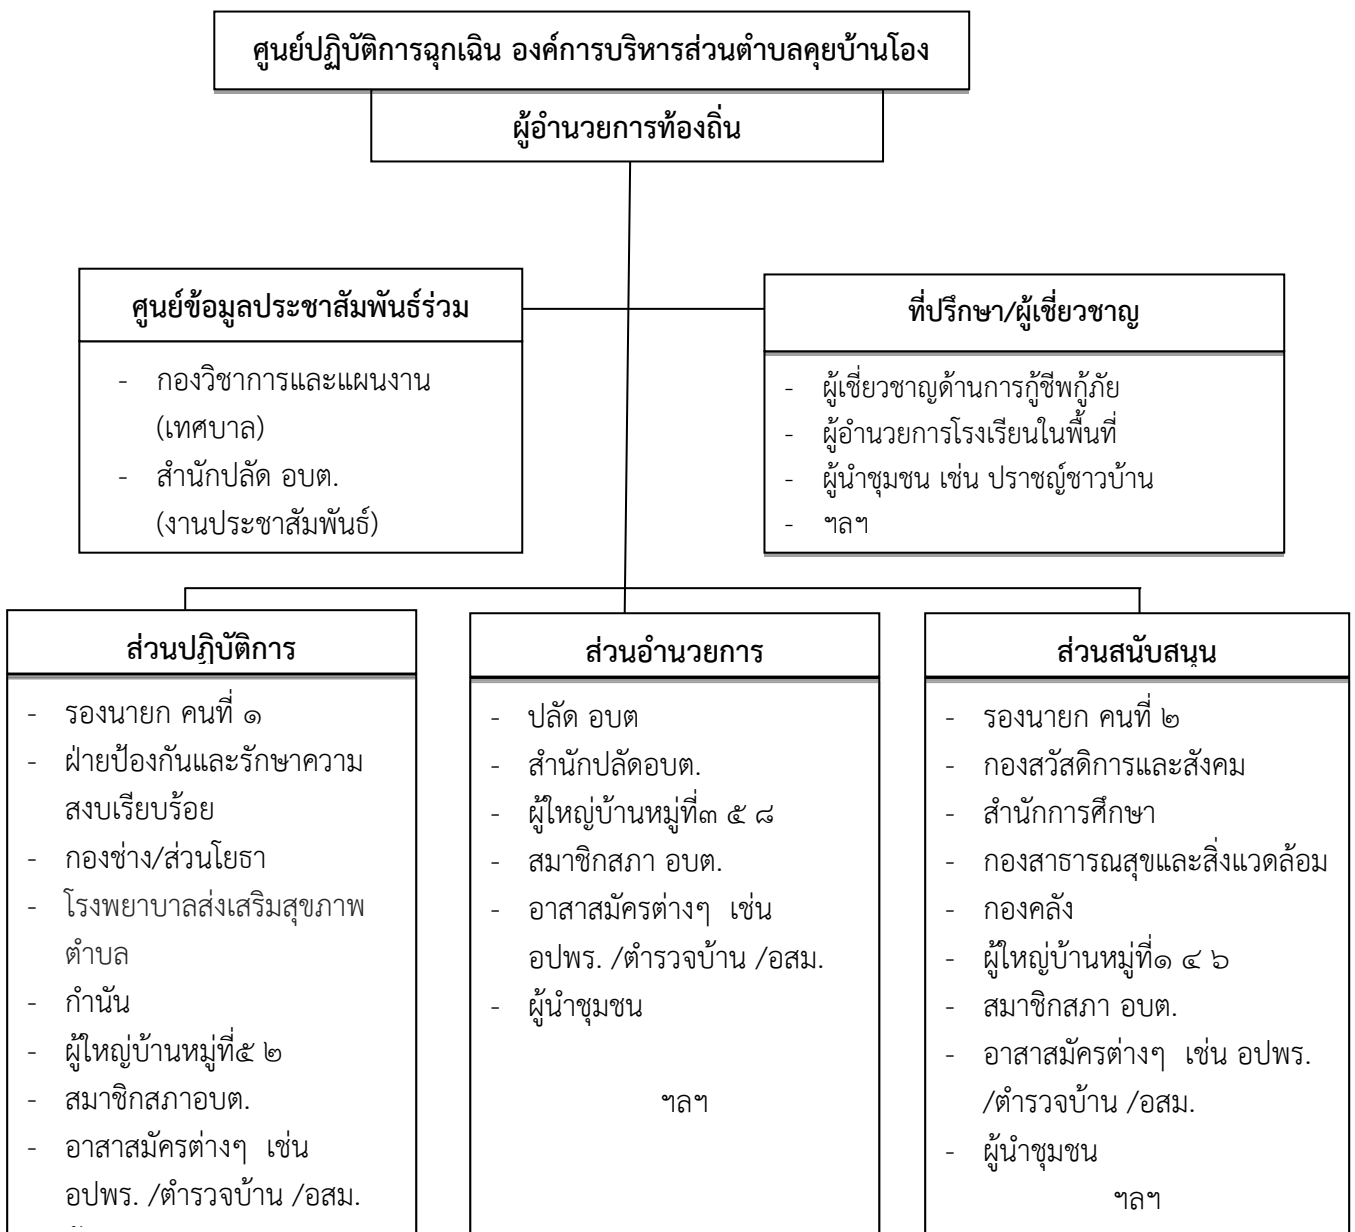 ศูนย์ปฏิบัติการฉุกเฉิน องค์การบริหารส่วนตำบลคุยบ้านโอง
ผู้อำนวยการท้องถิ่น
ศูนย์ข้อมูลประชาสัมพันธ์ร่วม
- กองวิชาการและแผนงาน
(เทศบาล)
- สำนักปลัด อบต.
(งานประชาสัมพันธ์)
ที่ปรึกษา/ผู้เชี่ยวชาญ
- ผู้เชี่ยวชาญด้านการกู้ชีพกู้ภัย
- ผู้อำนวยการโรงเรียนในพื้นที่
- ผู้นำชุมชน เช่น ปราชญ์ชาวบ้าน
- ฯลฯ
ส่วนปฏิบัติการ
- รองนายก คนที่ ๑
- ฝ่ายป้องกันและรักษาความ
สงบเรียบร้อย
- กองช่าง/ส่วนโยธา
- โรงพยาบาลส่งเสริมสุขภาพ
ตำบล
- กำนัน
- ผู้ใหญ่บ้านหมู่ที่๕ ๒
- สมาชิกสภาอบต.
- อาสาสมัครต่างๆ เช่น
อปพร. /ตำรวจบ้าน /อสม.
ส่วนอำนวยการ
- ปลัด อบต
- สำนักปลัดอบต.
- ผู้ใหญ่บ้านหมู่ที่๓ ๕ ๘
- สมาชิกสภา อบต.
- อาสาสมัครต่างๆ เช่น
อปพร. /ตำรวจบ้าน /อสม.
- ผู้นำชุมชน
ฯลฯ
ส่วนสนับสนุน
- รองนายก คนที่ ๒
- กองสวัสดิการและสังคม
- สำนักการศึกษา
- กองสาธารณสุขและสิ่งแวดล้อม
- กองคลัง
- ผู้ใหญ่บ้านหมู่ที่๑ ๔ ๖
- สมาชิกสภา อบต.
- อาสาสมัครต่างๆ เช่น อปพร.
/ตำรวจบ้าน /อสม.
- ผู้นำชุมชน
ฯลฯ